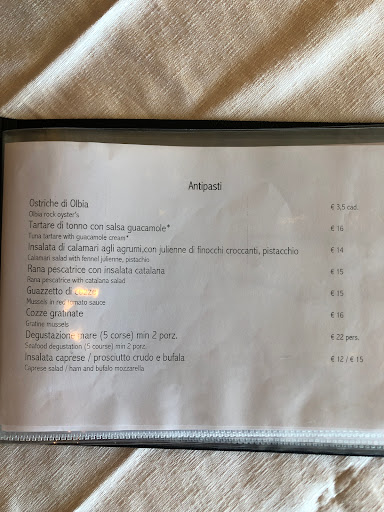 Antipasti
Ostriche di Olbia € 3,5 cad.
Olbia rock oyster's
Tartare di tonno con salsa guacamole* € 16
Tuna tartare with guacamole cream*
Insalata di calamari agli agrumi,con julienne di finocchi croccanti, pistacchio € 14
Calamari salad with fennel julienne, pistachio
Rana pescatrice con insalata catalana € 15
Rana pescatrice with catalana salad
Guazzetto di € 15
Mussels in red tomato sauce
Cozze gratinate € 16
Gratine mussels
Degustazione mare (5 corse) min 2 porz. € 22 pers.
Seafood degustation (5 course) min 2 porz.
Insalata caprese / prosciutto crudo e bufala € 12 / € 15
Caprese salad / ham and bufalo mozzarella